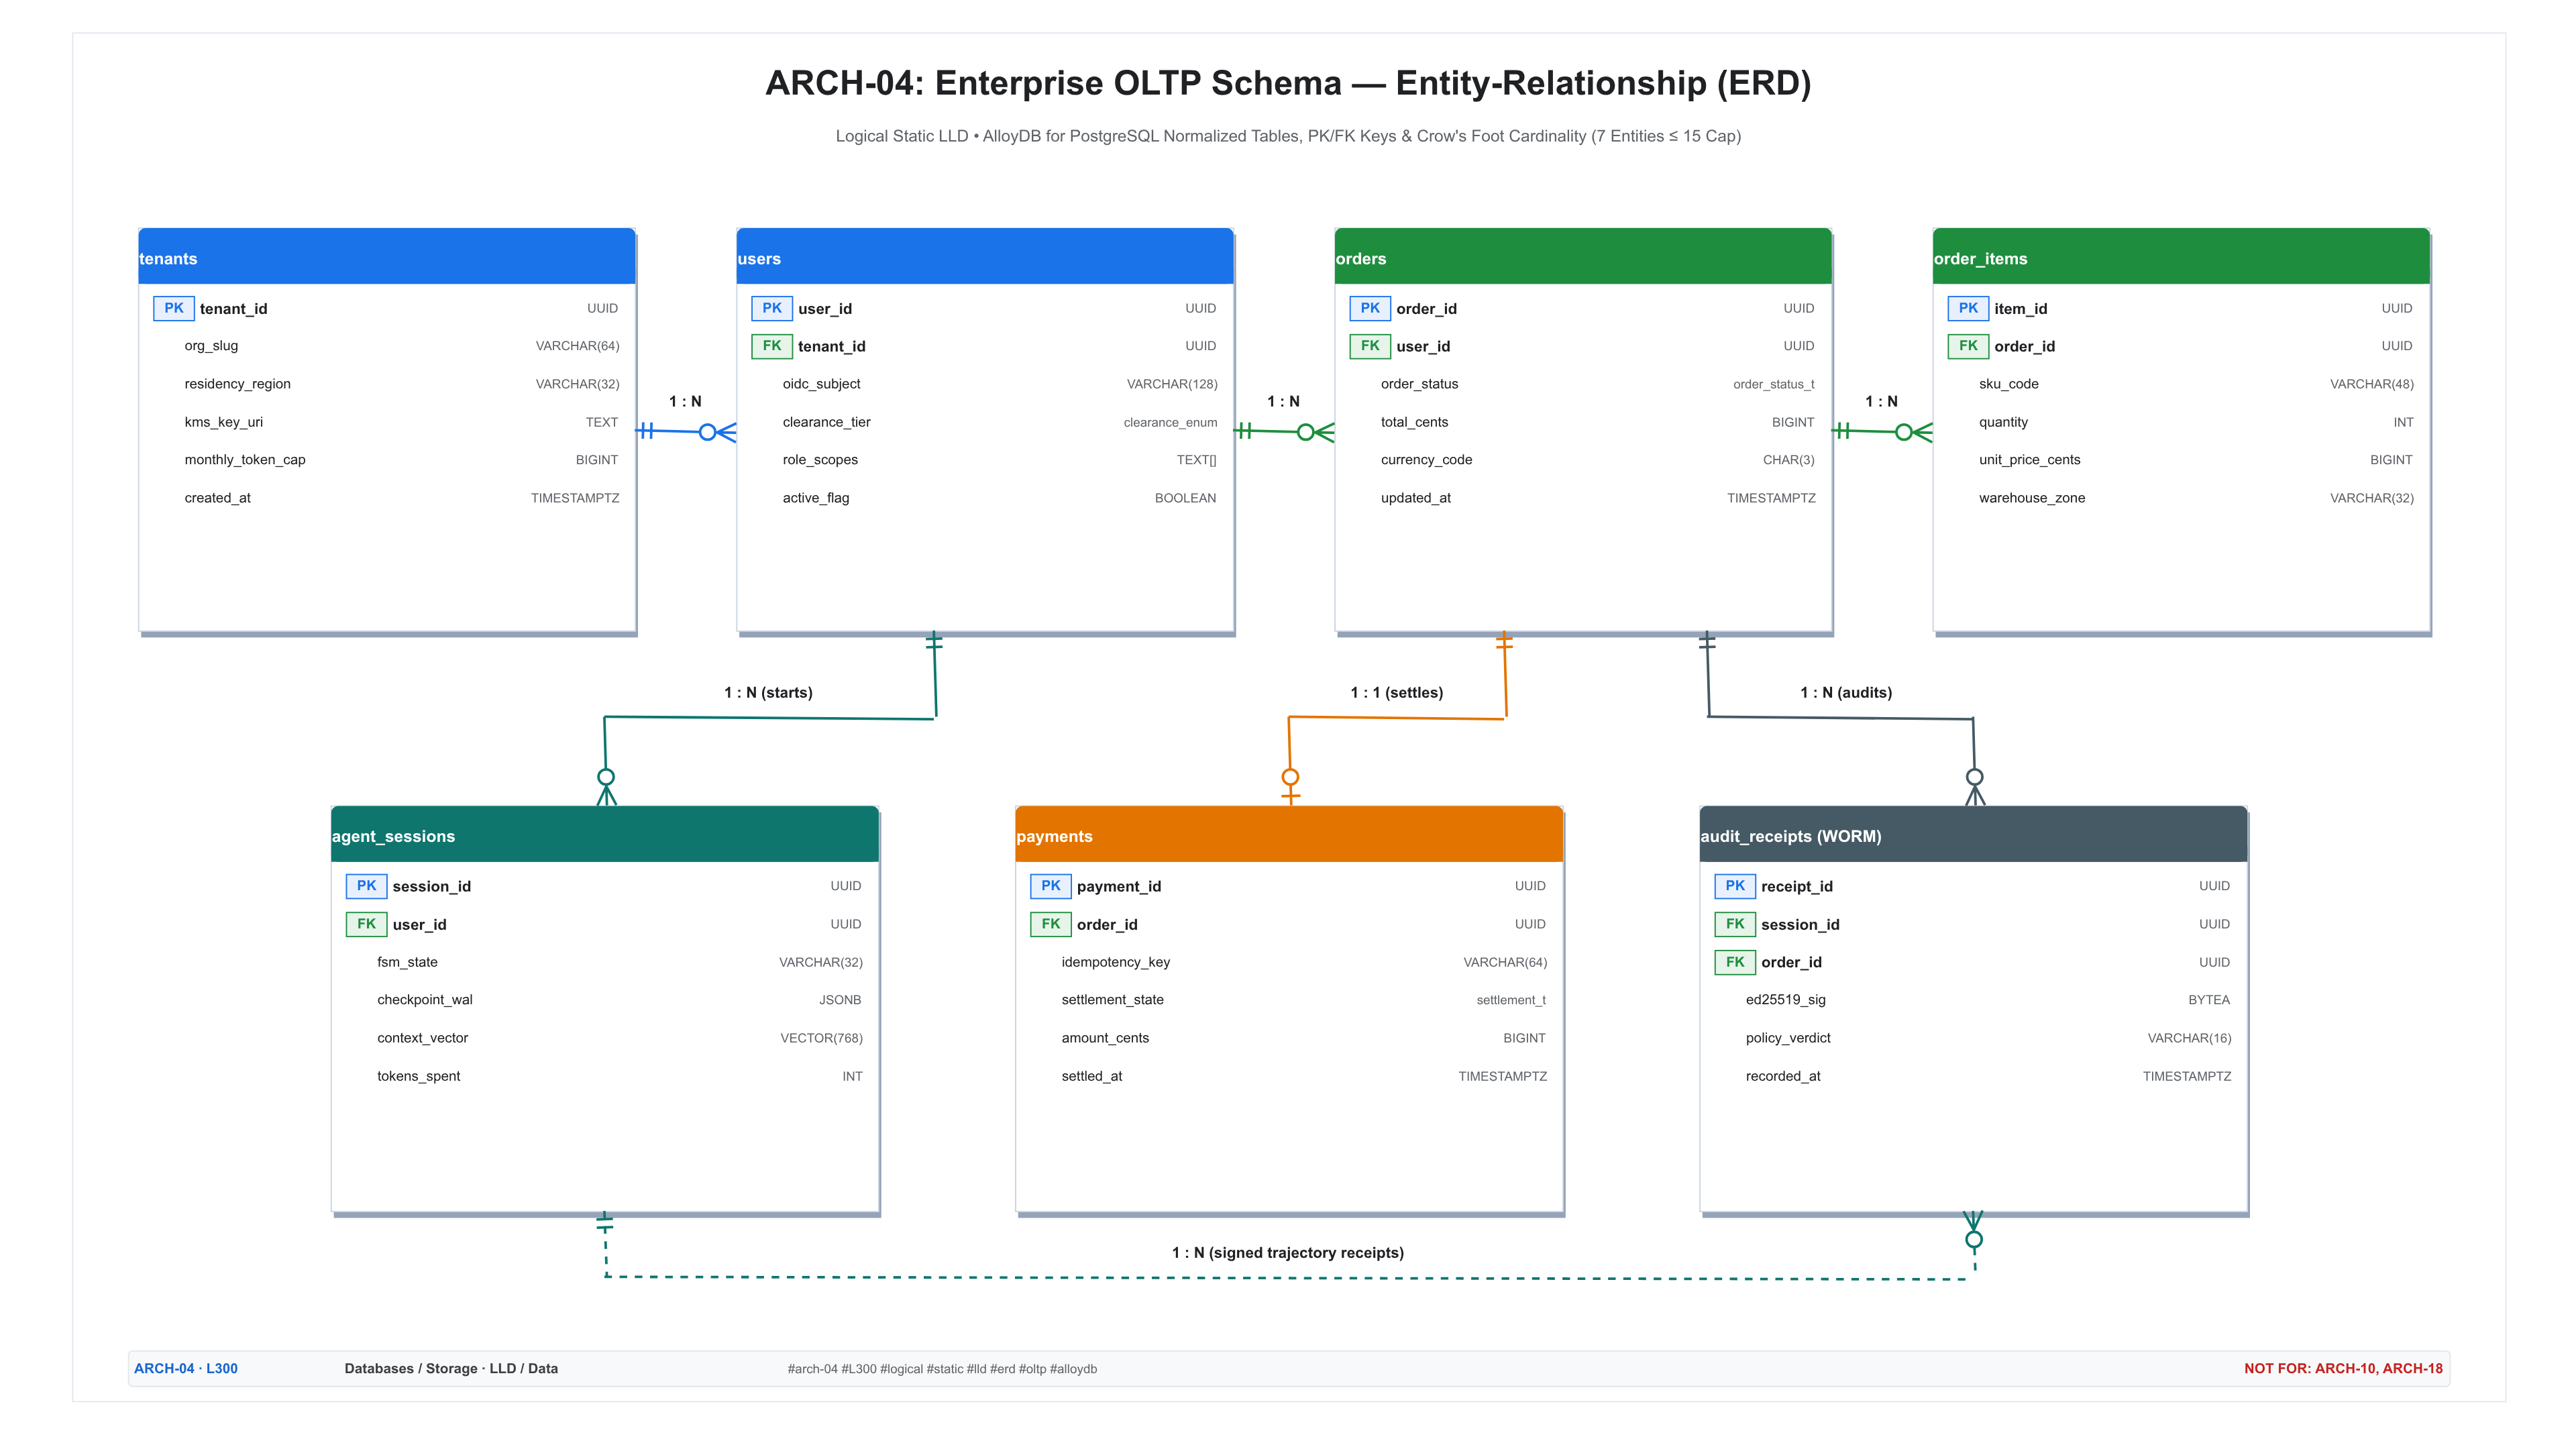 ARCH-04: Enterprise OLTP Schema — Entity-Relationship (ERD)
Logical Static LLD • AlloyDB for PostgreSQL Normalized Tables, PK/FK Keys & Crow's Foot Cardinality (7 Entities ≤ 15 Cap)
tenants
PK tenant_id UUID
org_slug VARCHAR(64)
residency_region VARCHAR(32)
kms_key_uri TEXT
monthly_token_cap BIGINT
created_at TIMESTAMPTZ
1 : N
users
PK user_id UUID
FK tenant_id UUID
oidc_subject VARCHAR(128)
clearance_tier clearance_enum
role_scopes TEXT[]
active_flag BOOLEAN
1 : N
orders
PK order_id UUID
FK user_id UUID
order_status order_status_t
total_cents BIGINT
currency_code CHAR(3)
updated_at TIMESTAMPTZ
1 : N
order_items
PK item_id UUID
FK order_id UUID
sku_code VARCHAR(48)
quantity INT
unit_price_cents BIGINT
warehouse_zone VARCHAR(32)
1 : N (starts)
1 : 1 (settles)
1 : N (audits)
agent_sessions
PK session_id UUID
FK user_id UUID
fsm_state VARCHAR(32)
checkpoint_wal JSONB
context_vector VECTOR(768)
tokens_spent INT
payments
PK payment_id UUID
FK order_id UUID
idempotency_key VARCHAR(64)
settlement_state settlement_t
amount_cents BIGINT
settled_at TIMESTAMPTZ
audit_receipts (WORM)
PK receipt_id UUID
FK session_id UUID
FK order_id UUID
ed25519_sig BYTEA
policy_verdict VARCHAR(16)
recorded_at TIMESTAMPTZ
1 : N (signed trajectory receipts)
ARCH-04 · L300 Databases / Storage · LLD / Data #arch-04 #L300 #logical #static #lld #erd #oltp #alloydb NOT FOR: ARCH-10, ARCH-18